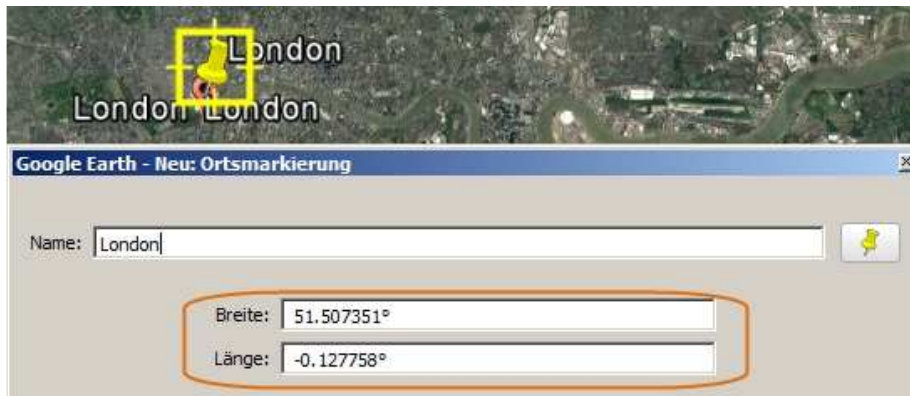 London
London London
Google Earth - Neu: Ortsmarkierung
Name: London
Breite: 51.507351°
Länge: -0.127758°